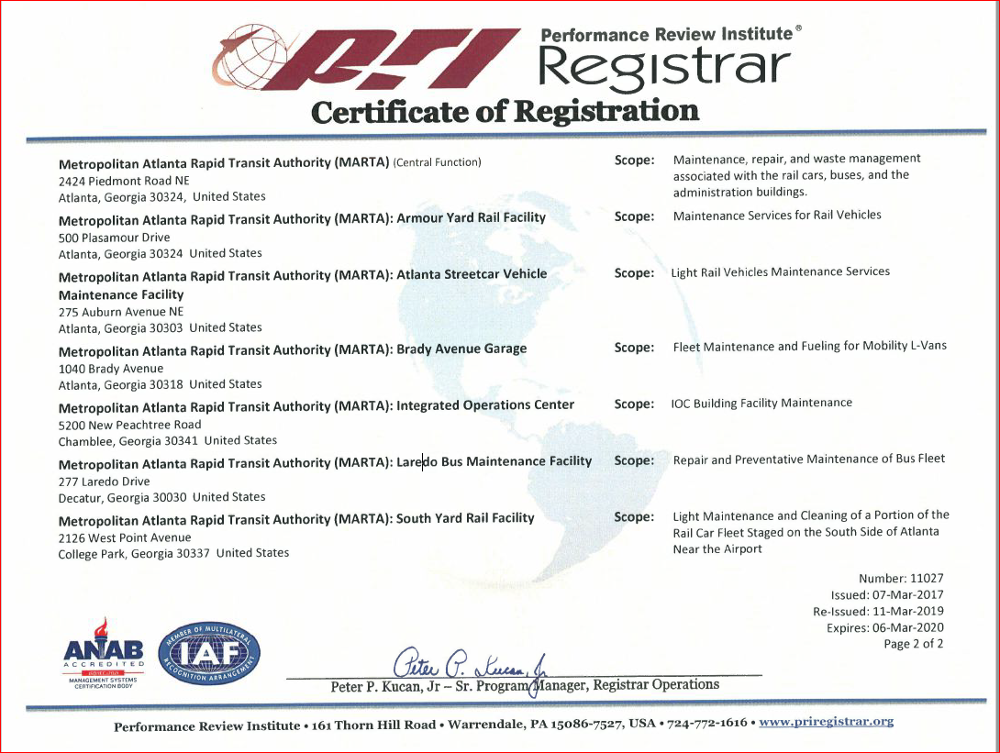 PRI Performance Review Institute®
Registrar
Certificate of Registration
Metropolitan Atlanta Rapid Transit Authority (MARTA) (Central Function)
2424 Piedmont Road NE
Atlanta, Georgia 30324, United States
Scope: Maintenance, repair, and waste management
associated with the rail cars, buses, and the
administration buildings.
Metropolitan Atlanta Rapid Transit Authority (MARTA): Armour Yard Rail Facility
500 Plasamour Drive
Atlanta, Georgia 30324 United States
Scope: Maintenance Services for Rail Vehicles
Metropolitan Atlanta Rapid Transit Authority (MARTA): Atlanta Streetcar Vehicle
Maintenance Facility
275 Auburn Avenue NE
Atlanta, Georgia 30303 United States
Scope: Light Rail Vehicles Maintenance Services
Metropolitan Atlanta Rapid Transit Authority (MARTA): Brady Avenue Garage
1040 Brady Avenue
Atlanta, Georgia 30318 United States
Scope: Fleet Maintenance and Fueling for Mobility L-Vans
Metropolitan Atlanta Rapid Transit Authority (MARTA): Integrated Operations Center
5200 New Peachtree Road
Chamblee, Georgia 30341 United States
Scope: IOC Building Facility Maintenance
Metropolitan Atlanta Rapid Transit Authority (MARTA): Laredo Bus Maintenance Facility
277 Laredo Drive
Decatur, Georgia 30030 United States
Scope: Repair and Preventative Maintenance of Bus Fleet
Metropolitan Atlanta Rapid Transit Authority (MARTA): South Yard Rail Facility
2126 West Point Avenue
College Park, Georgia 30337 United States
Scope: Light Maintenance and Cleaning of a Portion of the
Rail Car Fleet Staged on the South Side of Atlanta
Near the Airport
Number: 11027
Issued: 07-Mar-2017
Re-Issued: 11-Mar-2019
Expires: 06-Mar-2020
Page 2 of 2
ANAB
ACCREDITED
MANAGEMENT SYSTEMS
CERTIFICATION BODY
MEMBER OF MULTILATERAL
IAF
RECOGNITION ARRANGEMENT
Peter P. Kucan, Jr
Peter P. Kucan, Jr – Sr. Program Manager, Registrar Operations
Performance Review Institute • 161 Thorn Hill Road • Warrendale, PA 15086-7527, USA • 724-772-1616 • www.priregistrar.org